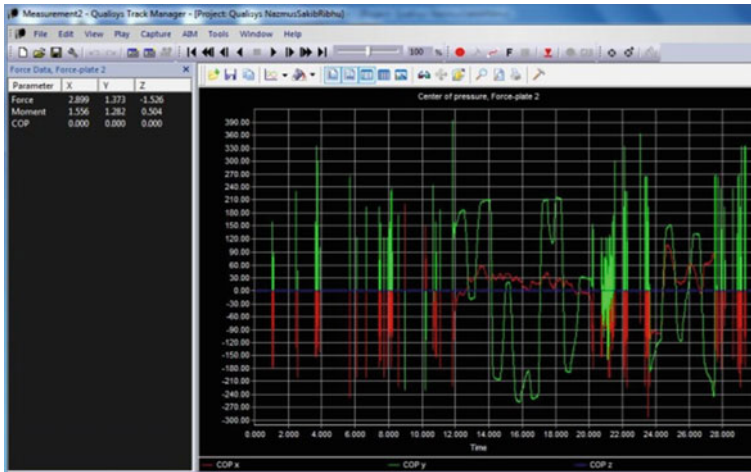 Measurement2 - Qualisys Track Manager - [Project: Qualisys NazmusSakibRibhu]
File Edit View Play Capture AIM Tools Window Help
100 %
F
Force Data, Force-plate 2
Parameter X Y Z
Force 2.899 1.373 -1.526
Moment 1.556 1.282 0.504
COP 0.000 0.000 0.000
Center of pressure, Force-plate 2
390.00
360.00
330.00
300.00
270.00
240.00
210.00
180.00
150.00
120.00
90.00
60.00
30.00
0.00
-30.00
-60.00
-90.00
-120.00
-150.00
-180.00
-210.00
-240.00
-270.00
-300.00
0.000 2.000 4.000 6.000 8.000 10.000 12.000 14.000 16.000 18.000 20.000 22.000 24.000 26.000 28.000
Time
COP x COP y COP z